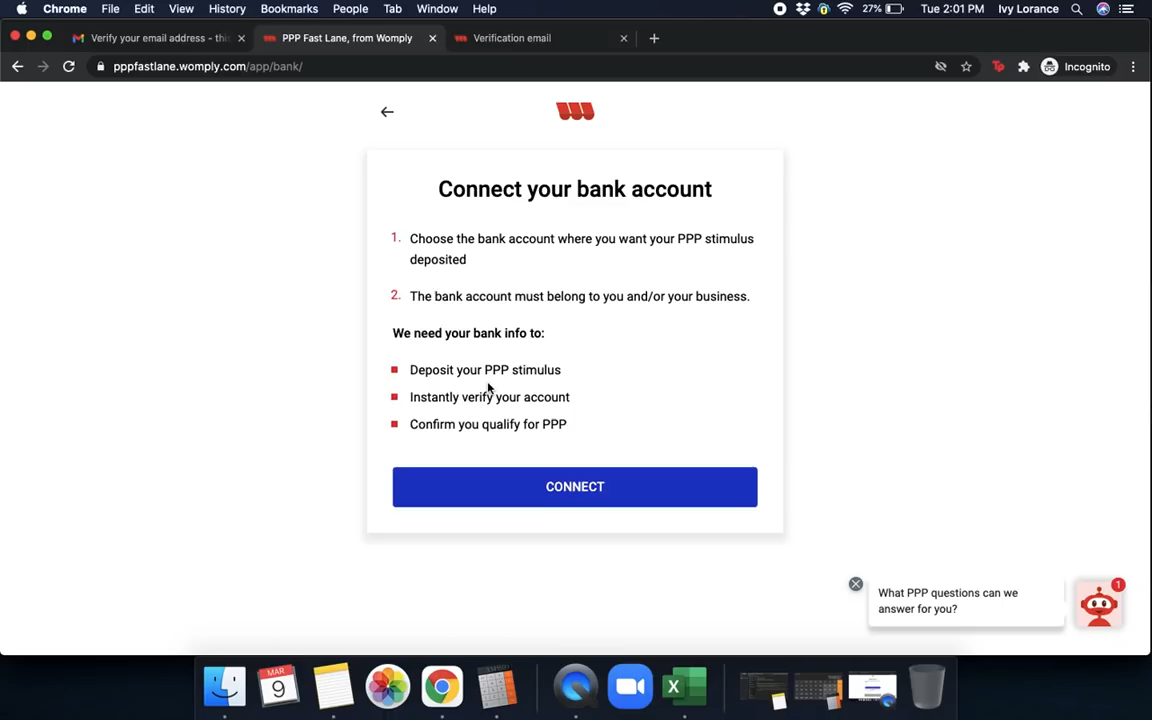 Chrome File Edit View History Bookmarks People Tab Window Help 27% Tue 2:01 PM Ivy Lorance
Verify your email address - this PPP Fast Lane, from Womply Verification email
pppfastlane.womply.com/app/bank/ Incognito
Connect your bank account
1. Choose the bank account where you want your PPP stimulus
deposited
2. The bank account must belong to you and/or your business.
We need your bank info to:
Deposit your PPP stimulus
Instantly verify your account
Confirm you qualify for PPP
CONNECT
1
What PPP questions can we
answer for you?
MAR
9